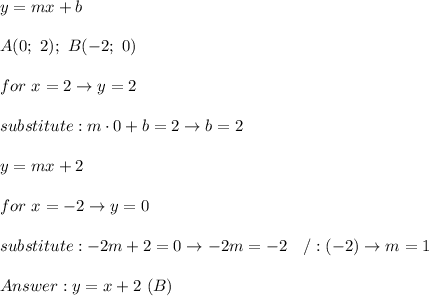 y = mx + b
A(0; 2); B(−2; 0)
for x = 2 → y = 2
substitute : m · 0 + b = 2 → b = 2
y = mx + 2
for x = −2 → y = 0
substitute : −2m + 2 = 0 → −2m = −2 / : (−2) → m = 1
Answer : y = x + 2 (B)